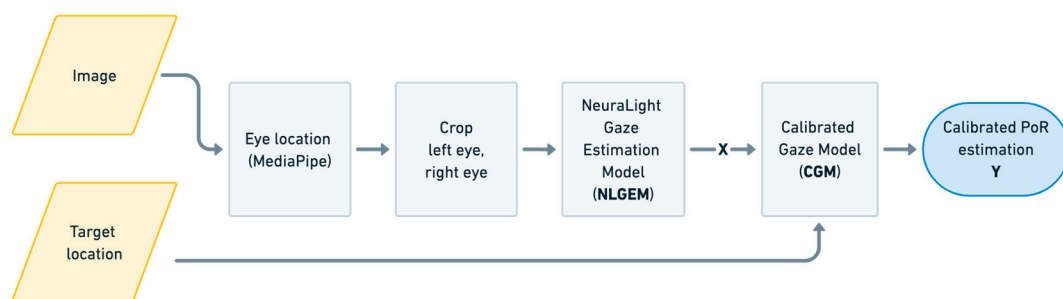 Image
Eye location
(MediaPipe)
Crop
left eye,
right eye
NeuraLight
Gaze
Estimation
Model
(NLGEM)
X
Calibrated
Gaze Model
(CGM)
Calibrated PoR
estimation
Y
Target
location